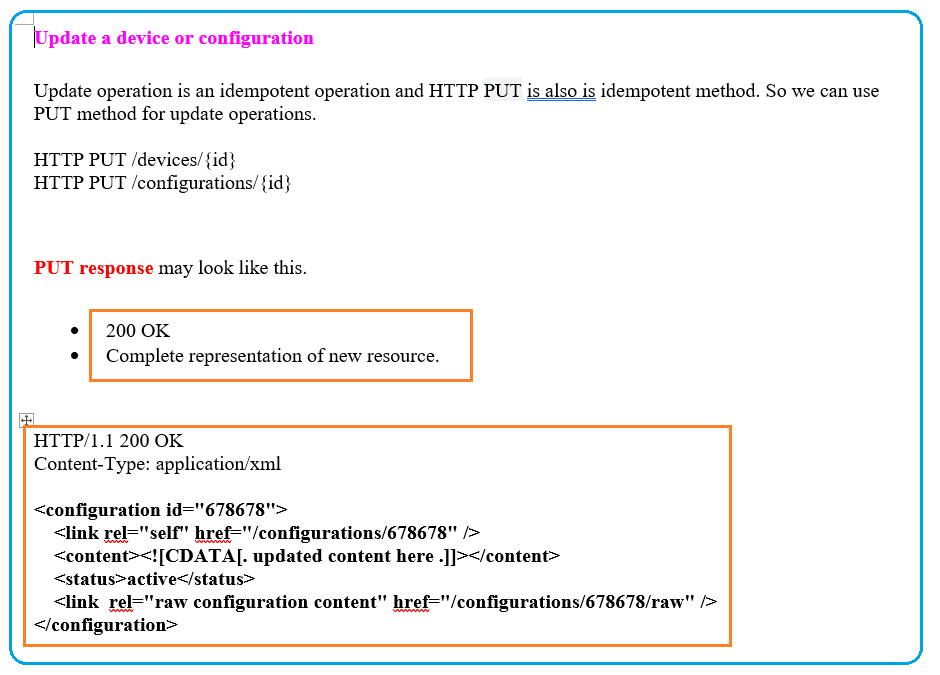 Update a device or configuration
Update operation is an idempotent operation and HTTP PUT is also is idempotent method. So we can use
PUT method for update operations.
HTTP PUT /devices/{id}
HTTP PUT /configurations/{id}
PUT response may look like this.
• 200 OK
• Complete representation of new resource.
HTTP/1.1 200 OK
Content-Type: application/xml
<configuration id="678678">
<link rel="self" href="/configurations/678678" />
<content><![CDATA[. updated content here .]]></content>
<status>active</status>
<link  rel="raw configuration content" href="/configurations/678678/raw" />
</configuration>